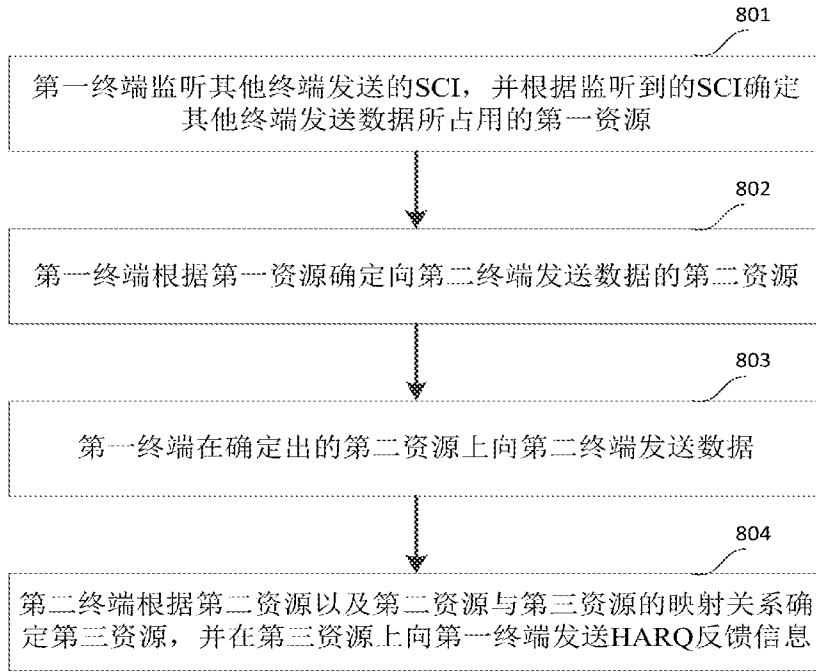 801
第一终端监听其他终端发送的SCI，并根据监听到的SCI确定
其他终端发送数据所占用的第一资源
802
第一终端根据第一资源确定向第二终端发送数据的第二资源
803
第一终端在确定出的第二资源上向第二终端发送数据
804
第二终端根据第二资源以及第二资源与第三资源的映射关系确
定第三资源，并在第三资源上向第一终端发送HARQ反馈信息